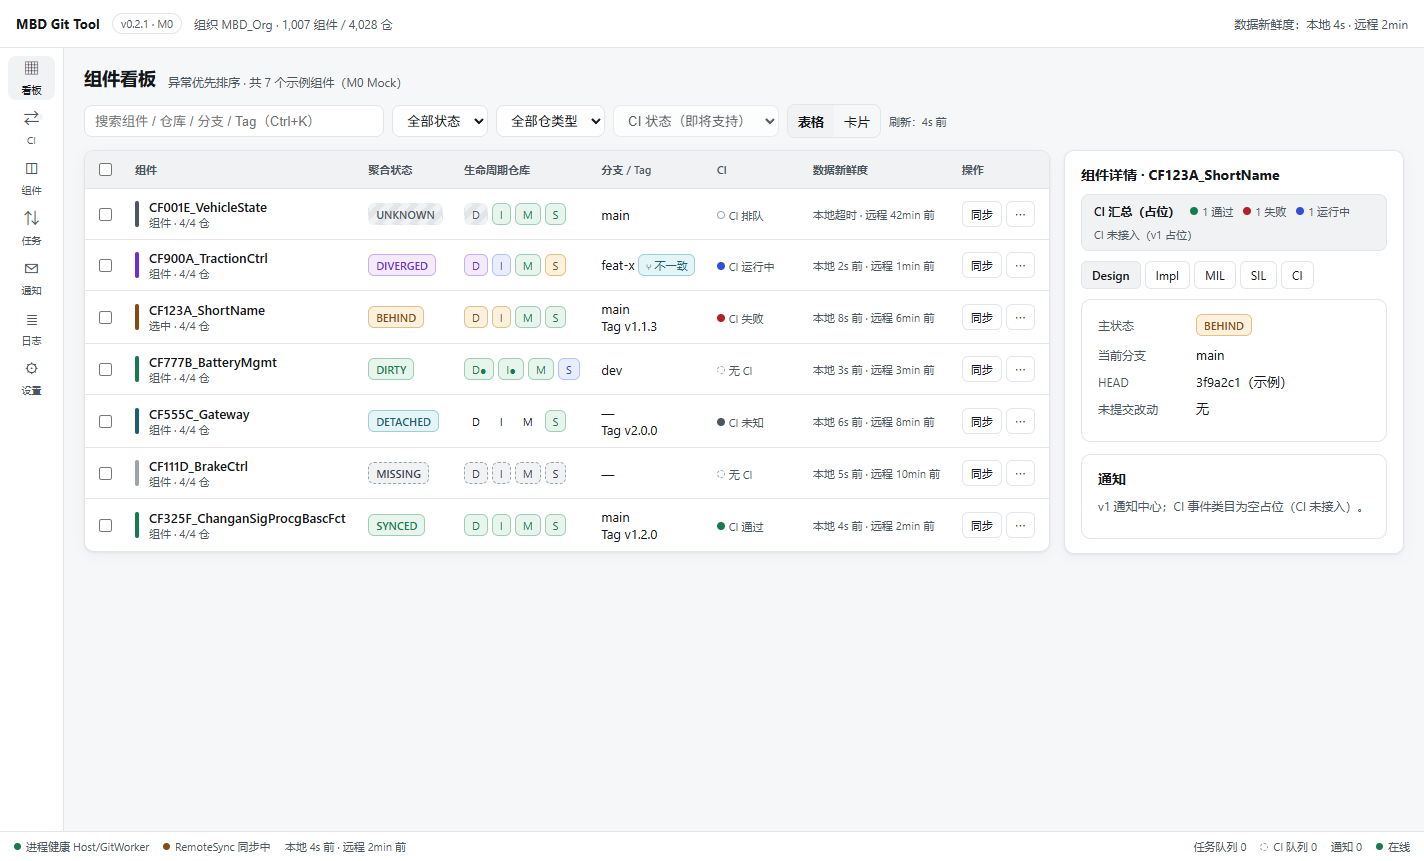 MBD Git Tool
v0.2.1 · M0
组织 MBD_Org · 1,007 组件 / 4,028 仓
数据新鲜度：本地 4s · 远程 2min
看板
CI
组件
任务
通知
日志
设置
组件看板
异常优先排序 · 共 7 个示例组件（M0 Mock）
搜索组件 / 仓库 / 分支 / Tag（Ctrl+K）
全部状态
全部仓类型
CI 状态（即将支持）
表格
卡片
刷新：4s 前
组件 聚合状态 生命周期仓库 分支 / Tag CI 数据新鲜度 操作
CF001E_VehicleState
组件 · 4/4 仓
UNKNOWN D I M S main CI 排队 本地超时 · 远程 42min 前 同步 ···
CF900A_TractionCtrl
组件 · 4/4 仓
DIVERGED D I M S feat-x ⑂ 不一致 CI 运行中 本地 2s 前 · 远程 1min 前 同步 ···
CF123A_ShortName
选中 · 4/4 仓
BEHIND D I M S
main
Tag v1.1.3
CI 失败 本地 8s 前 · 远程 6min 前 同步 ···
CF777B_BatteryMgmt
组件 · 4/4 仓
DIRTY D● I● M S dev 无 CI 本地 3s 前 · 远程 3min 前 同步 ···
CF555C_Gateway
组件 · 4/4 仓
DETACHED D I M S
—
Tag v2.0.0
CI 未知 本地 6s 前 · 远程 8min 前 同步 ···
CF111D_BrakeCtrl
组件 · 4/4 仓
MISSING D I M S — 无 CI 本地 5s 前 · 远程 10min 前 同步 ···
CF325F_ChanganSigProcgBascFct
组件 · 4/4 仓
SYNCED D I M S
main
Tag v1.2.0
CI 通过 本地 4s 前 · 远程 2min 前 同步 ···
组件详情 · CF123A_ShortName
CI 汇总（占位） 1 通过 1 失败 1 运行中
CI 未接入（v1 占位）
Design Impl MIL SIL CI
主状态 BEHIND
当前分支 main
HEAD 3f9a2c1（示例）
未提交改动 无
通知
v1 通知中心；CI 事件类目为空占位（CI 未接入）。
进程健康 Host/GitWorker
RemoteSync 同步中
本地 4s 前 · 远程 2min 前
任务队列 0
CI 队列 0
通知 0
在线